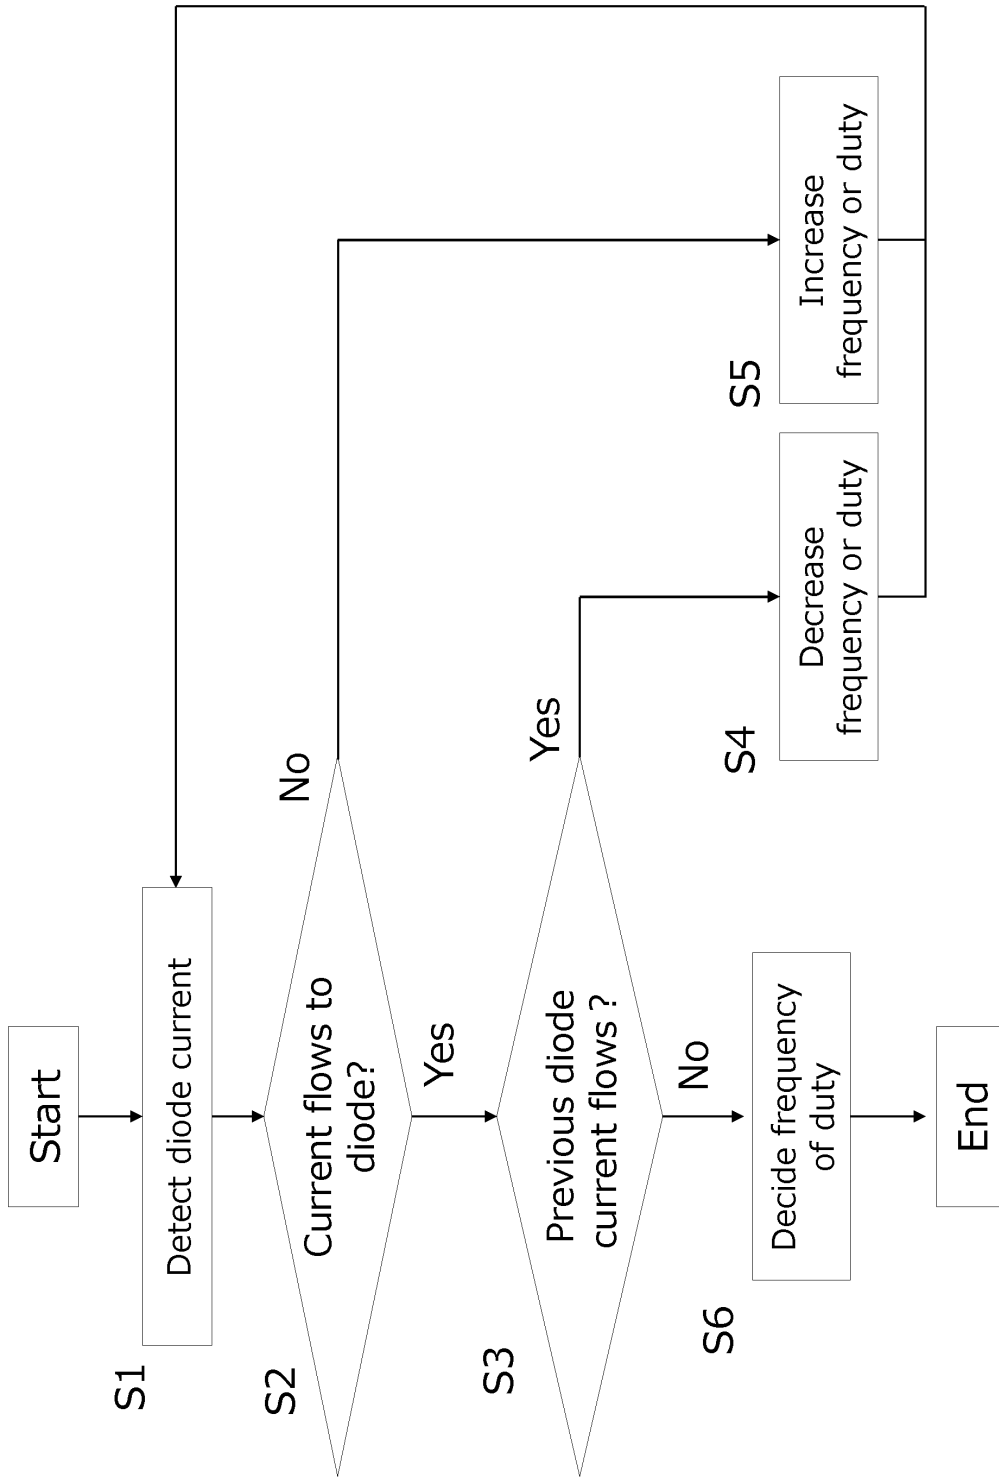 Start
S1
Detect diode current
S2
Current flows to
diode?
No
Yes
S3
Previous diode
current flows ?
Yes
No
S4
Decrease
frequency or duty
S5
Increase
frequency or duty
S6
Decide frequency
of duty
End